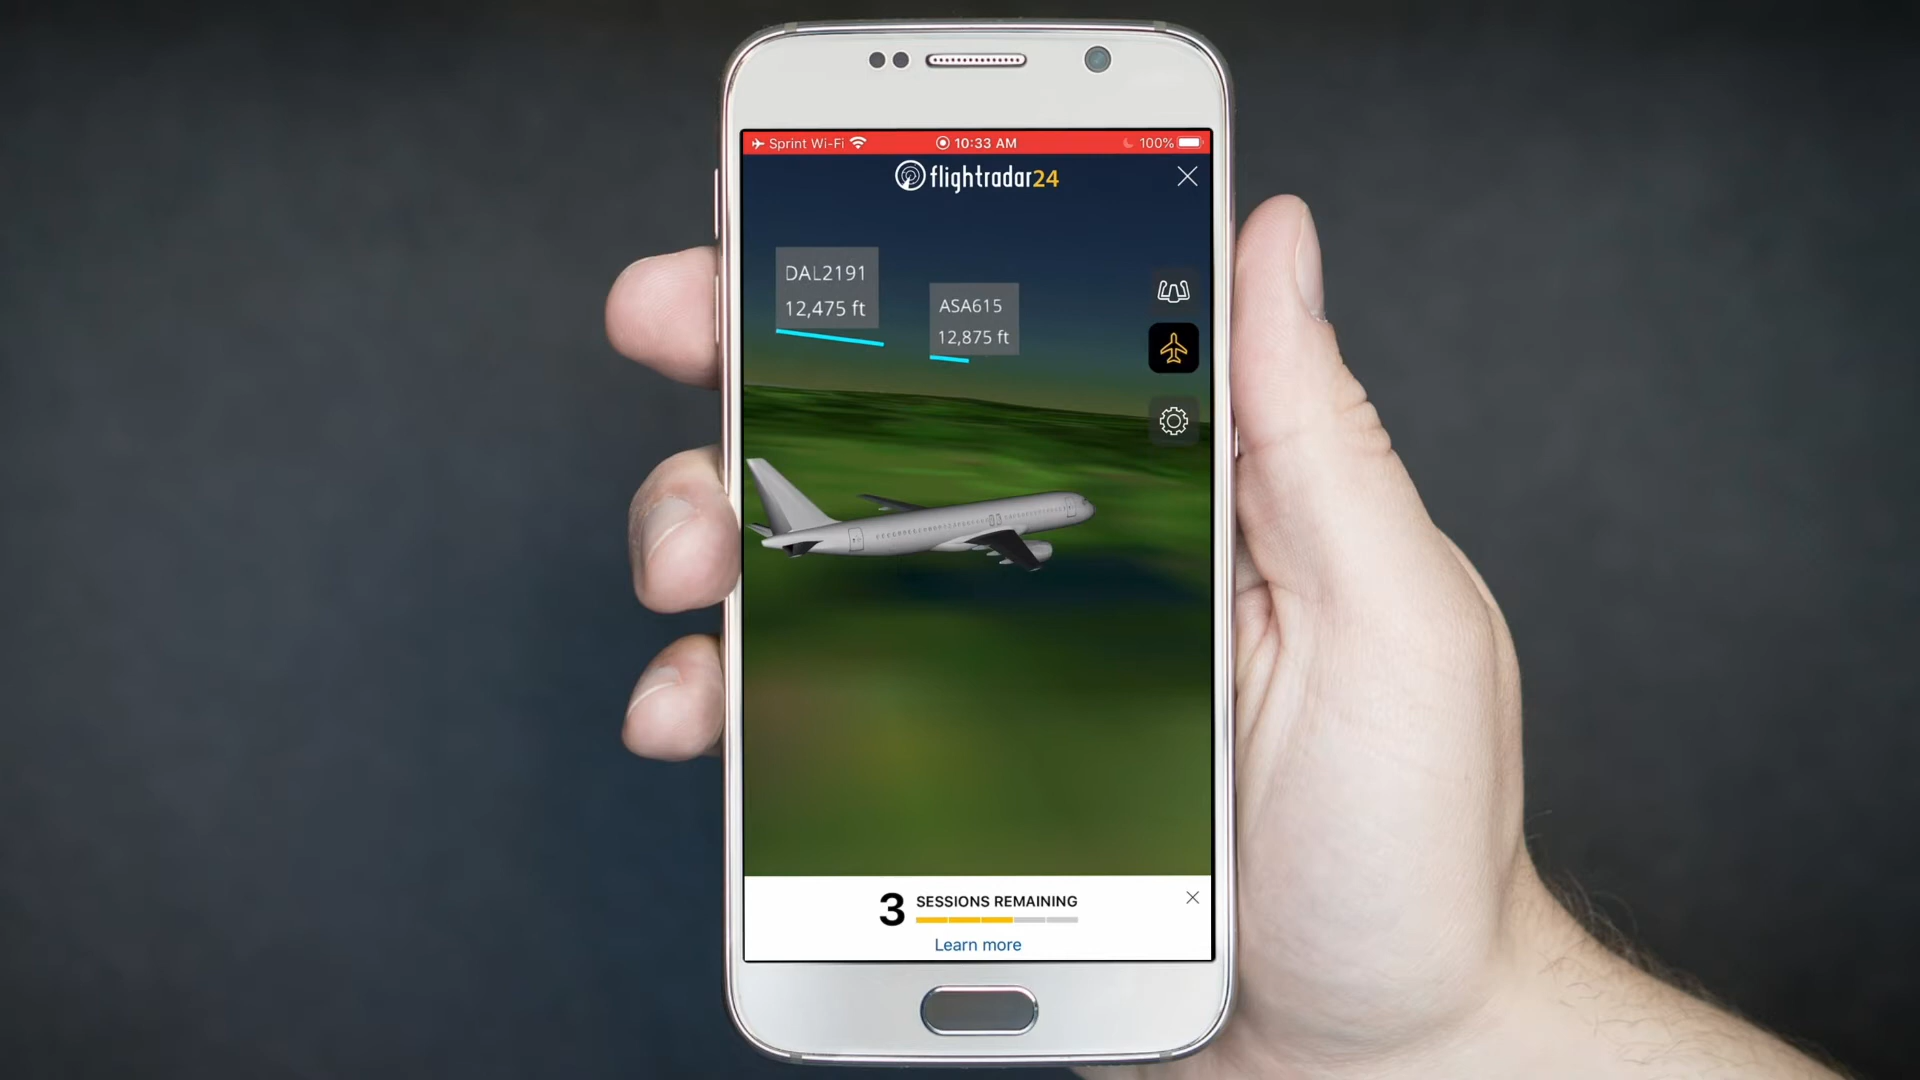 Sprint Wi-Fi
10:33 AM
100%
flightradar24
DAL2191
12,475 ft
ASA615
12,875 ft
3
SESSIONS REMAINING
Learn more